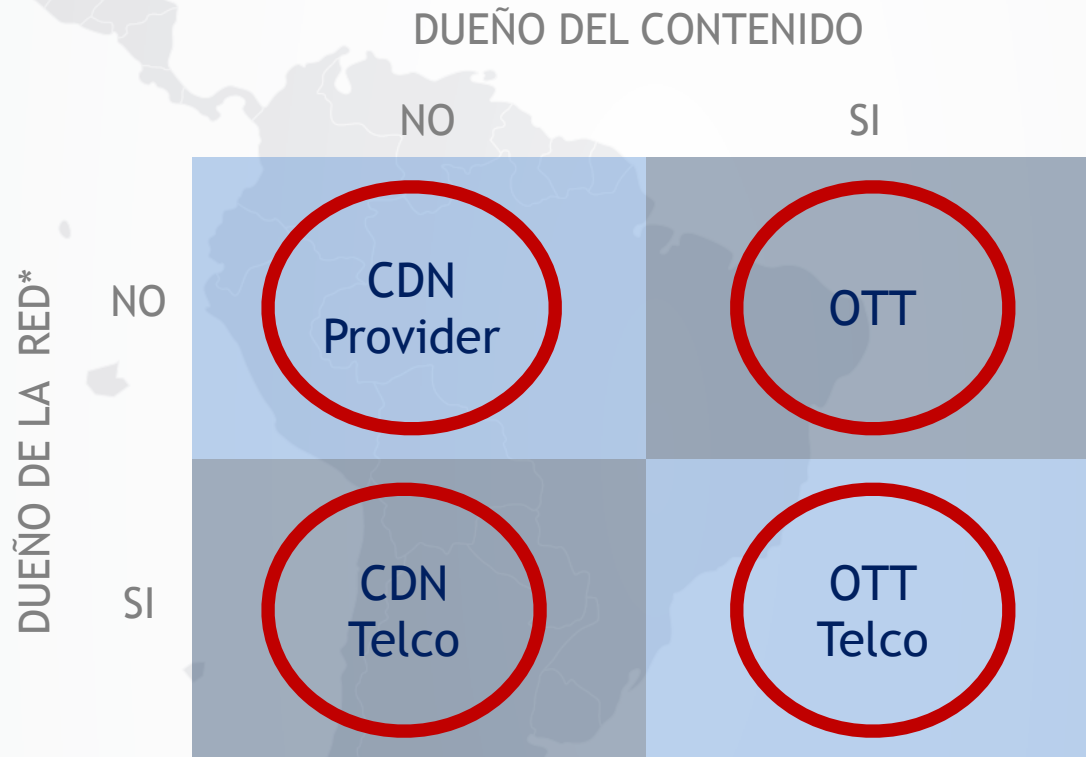 DUEÑO DEL CONTENIDO
NO
SI
DUEÑO DE LA RED*
NO
CDN
Provider
OTT
SI
CDN
Telco
OTT
Telco